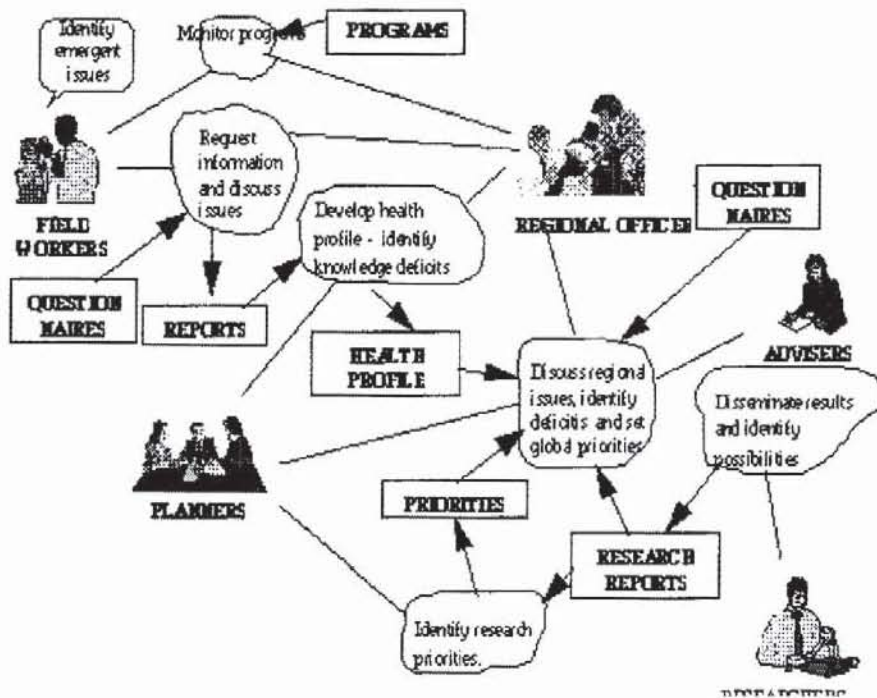 Identify
emergent
issues
Monitor programs
PROGRAMS
Request
information
and discuss
issues
FIELD
WORKERS
Develop health
profile - identify
knowledge deficits
REGIONAL OFFICER
QUESTION
NAIRES
QUESTION
NAIRES
REPORTS
HEALTH
PROFILE
ADVISERS
Discuss regional
issues, identify
deficitis and set
global priorities
Disseminate results
and identify
possibilities
PLANNERS
PRIORITIES
RESEARCH
REPORTS
Identify research
priorities.
RESEARCHERS